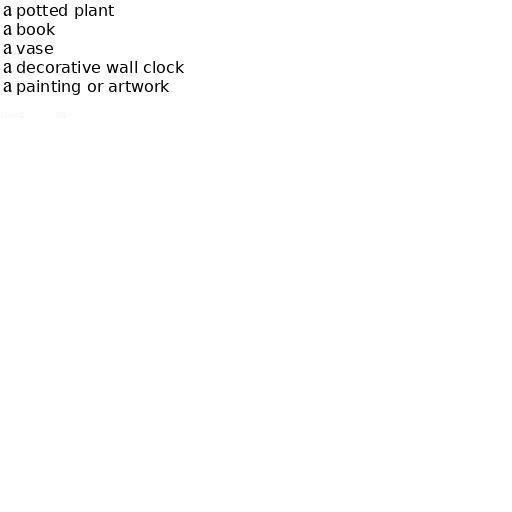 a potted plant
a book
a vase
a decorative wall clock
a painting or artwork